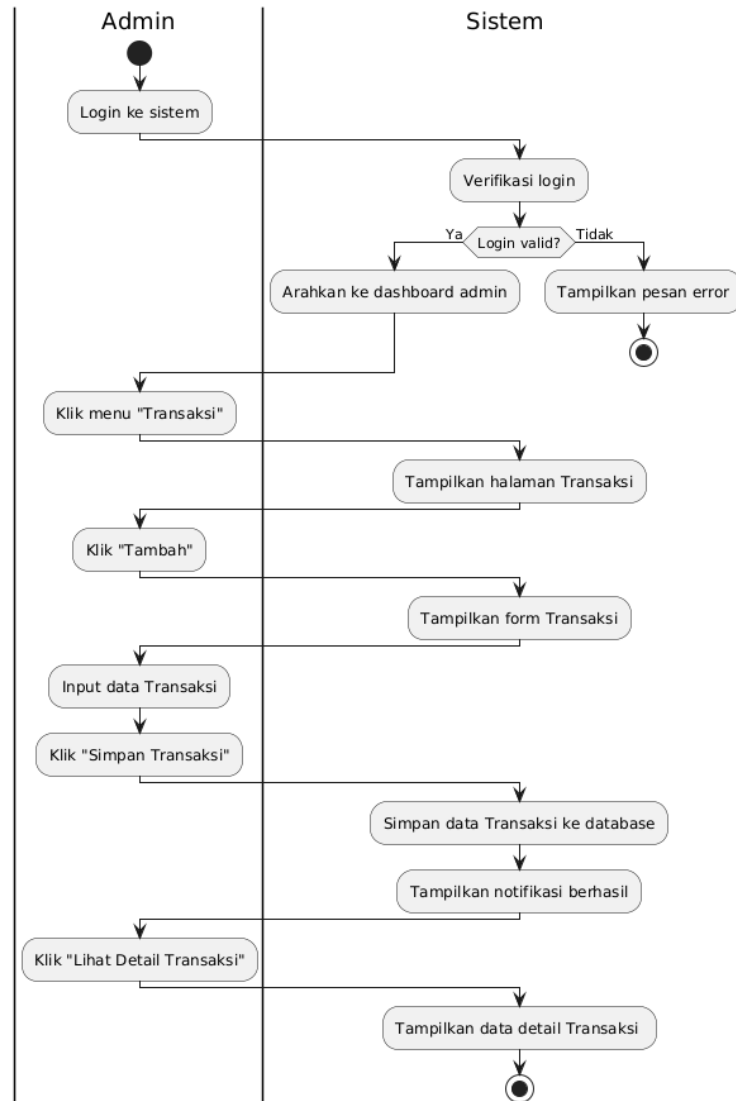 Admin
Sistem
Login ke sistem
Verifikasi login
Ya
Login valid?
Tidak
Arahkan ke dashboard admin
Tampilkan pesan error
Klik menu "Transaksi"
Tampilkan halaman Transaksi
Klik "Tambah"
Tampilkan form Transaksi
Input data Transaksi
Klik "Simpan Transaksi"
Simpan data Transaksi ke database
Tampilkan notifikasi berhasil
Klik "Lihat Detail Transaksi"
Tampilkan data detail Transaksi